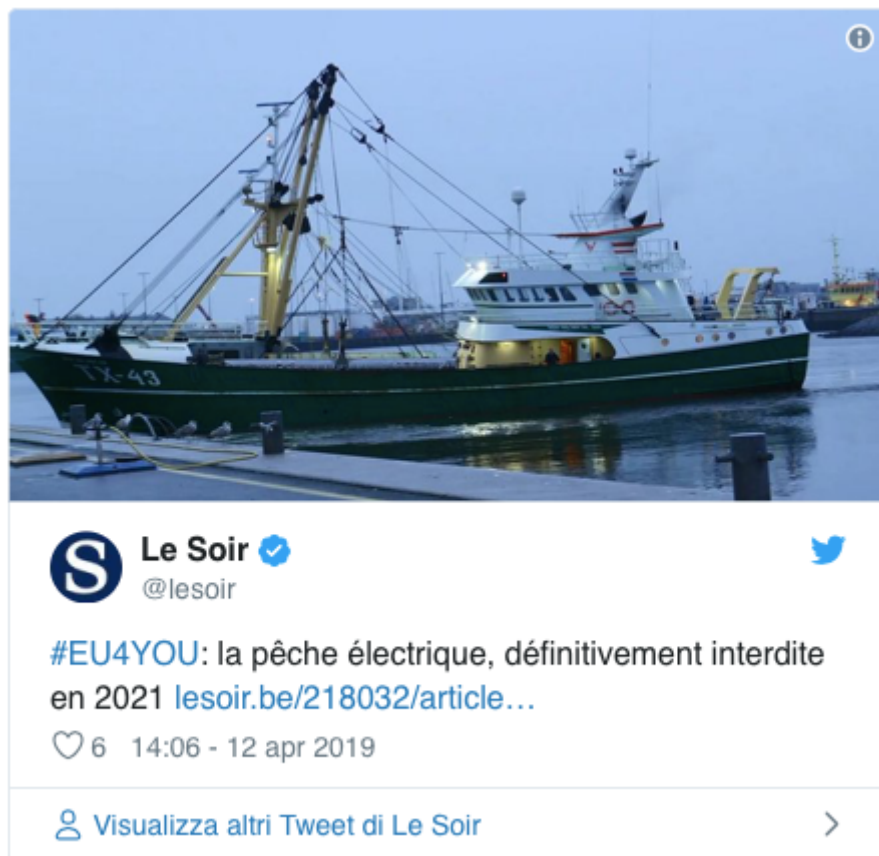 TX-43
Le Soir
@lesoir
#EU4YOU: la pêche électrique, définitivement interdite
en 2021 lesoir.be/218032/article…
6 14:06 - 12 apr 2019
Visualizza altri Tweet di Le Soir